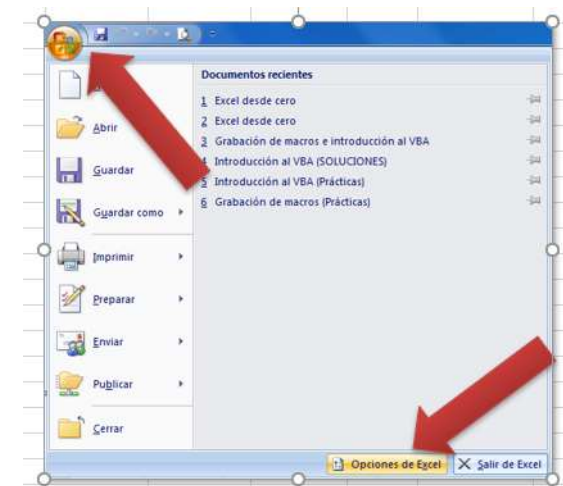 Documentos recientes
1 Excel desde cero
2 Excel desde cero
3 Grabación de macros e introducción al VBA
4 Introducción al VBA (SOLUCIONES)
5 Introducción al VBA (Prácticas)
6 Grabación de macros (Prácticas)
Abrir
Guardar
Guardar como
Imprimir
Preparar
Enviar
Publicar
Cerrar
Opciones de Excel
Salir de Excel